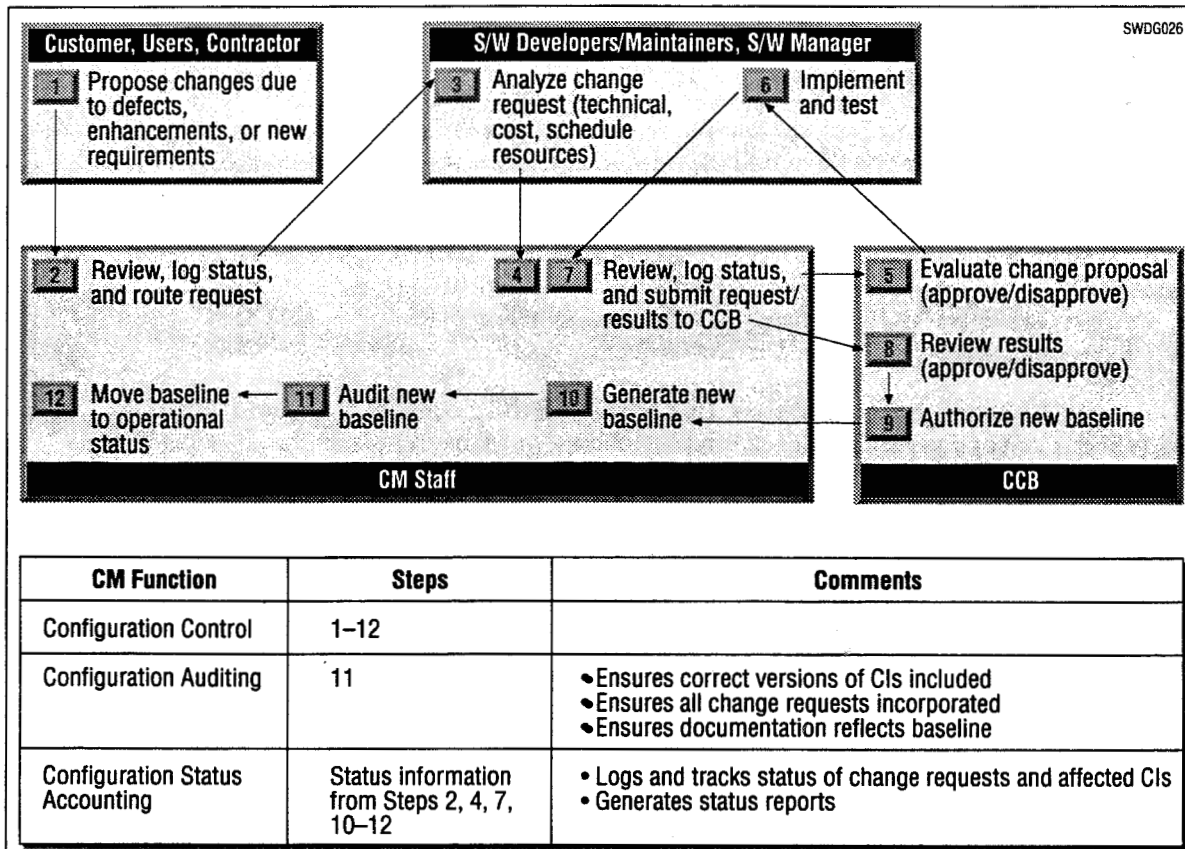 SWDG026
Customer, Users, Contractor
1 Propose changes due
to defects,
enhancements, or new
requirements
S/W Developers/Maintainers, S/W Manager
3 Analyze change
request (technical,
cost, schedule
resources)
6 Implement
and test
2 Review, log status,
and route request
4 7 Review, log status,
and submit request/
results to CCB
5 Evaluate change proposal
(approve/disapprove)
8 Review results
(approve/disapprove)
9 Authorize new baseline
12 Move baseline
to operational
status
11 Audit new
baseline
10 Generate new
baseline
CM Staff
CCB
CM Function Steps Comments
Configuration Control 1–12
Configuration Auditing 11
• Ensures correct versions of CIs included
• Ensures all change requests incorporated
• Ensures documentation reflects baseline
Configuration Status
Accounting
Status information
from Steps 2, 4, 7,
10–12
• Logs and tracks status of change requests and affected CIs
• Generates status reports